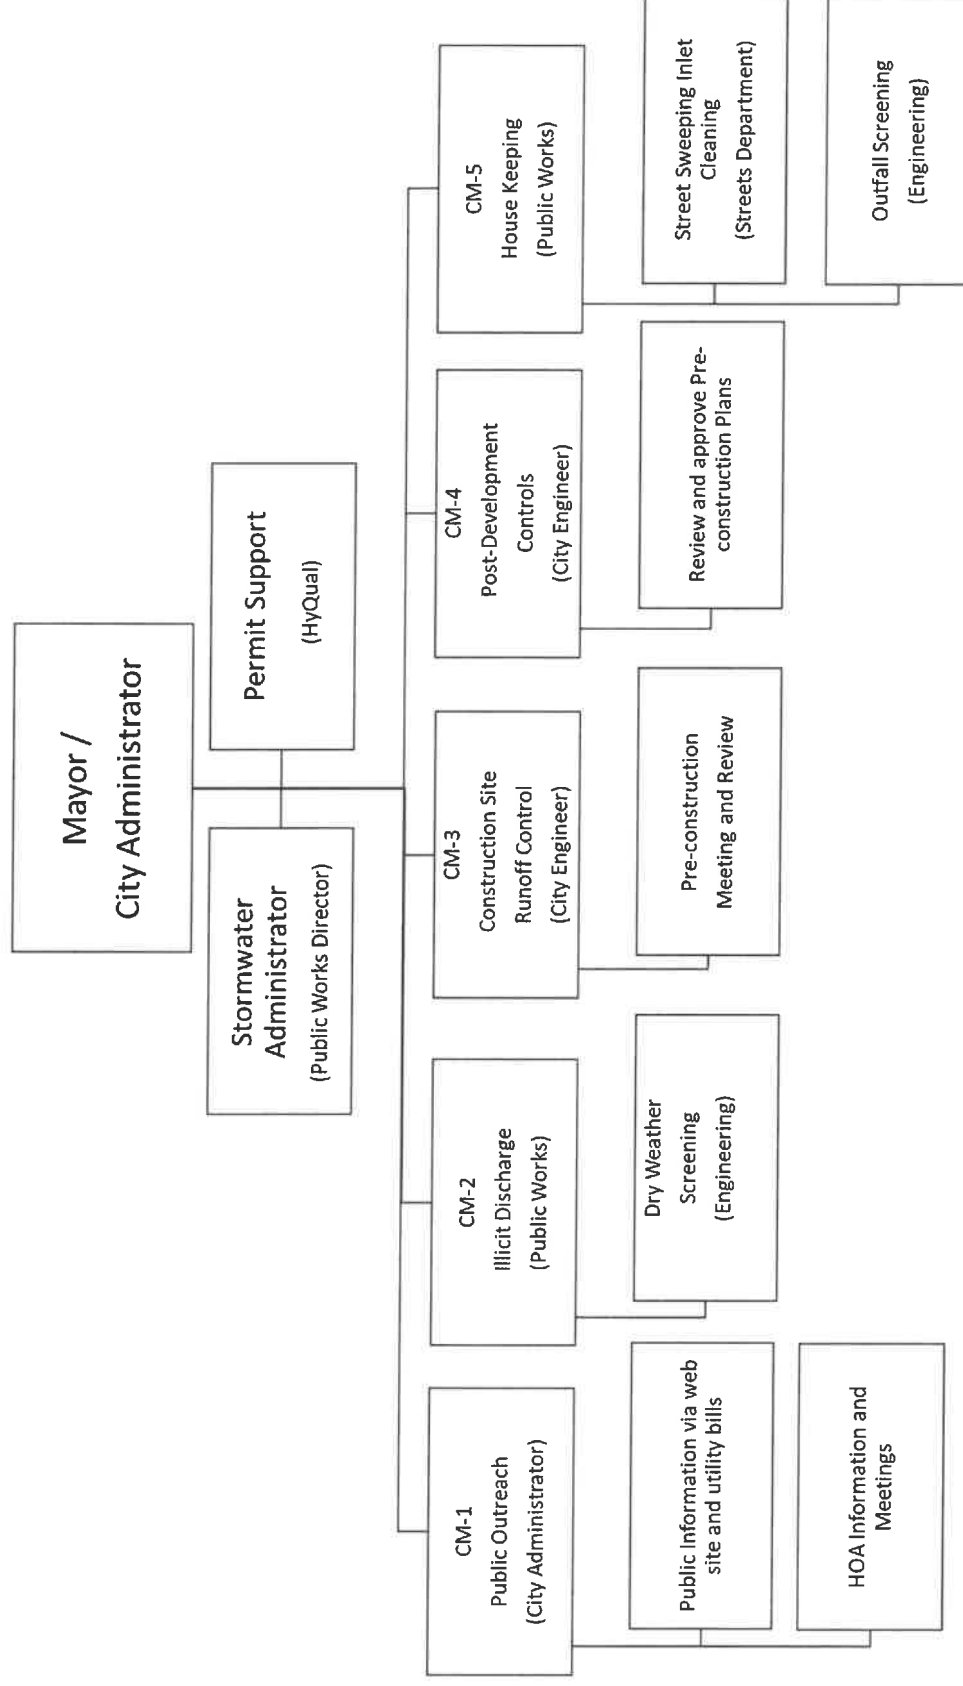 Mayor /
City Administrator
Stormwater
Administrator
(Public Works Director)
Permit Support
(HyQual)
CM-1
Public Outreach
(City Administrator)
CM-2
Illicit Discharge
(Public Works)
CM-3
Construction Site
Runoff Control
(City Engineer)
CM-4
Post-Development
Controls
(City Engineer)
CM-5
House Keeping
(Public Works)
Public Information via web
site and utility bills
HOA Information and
Meetings
Dry Weather
Screening
(Engineering)
Pre-construction
Meeting and Review
Review and approve Pre-
construction Plans
Street Sweeping Inlet
Cleaning
(Streets Department)
Outfall Screening
(Engineering)